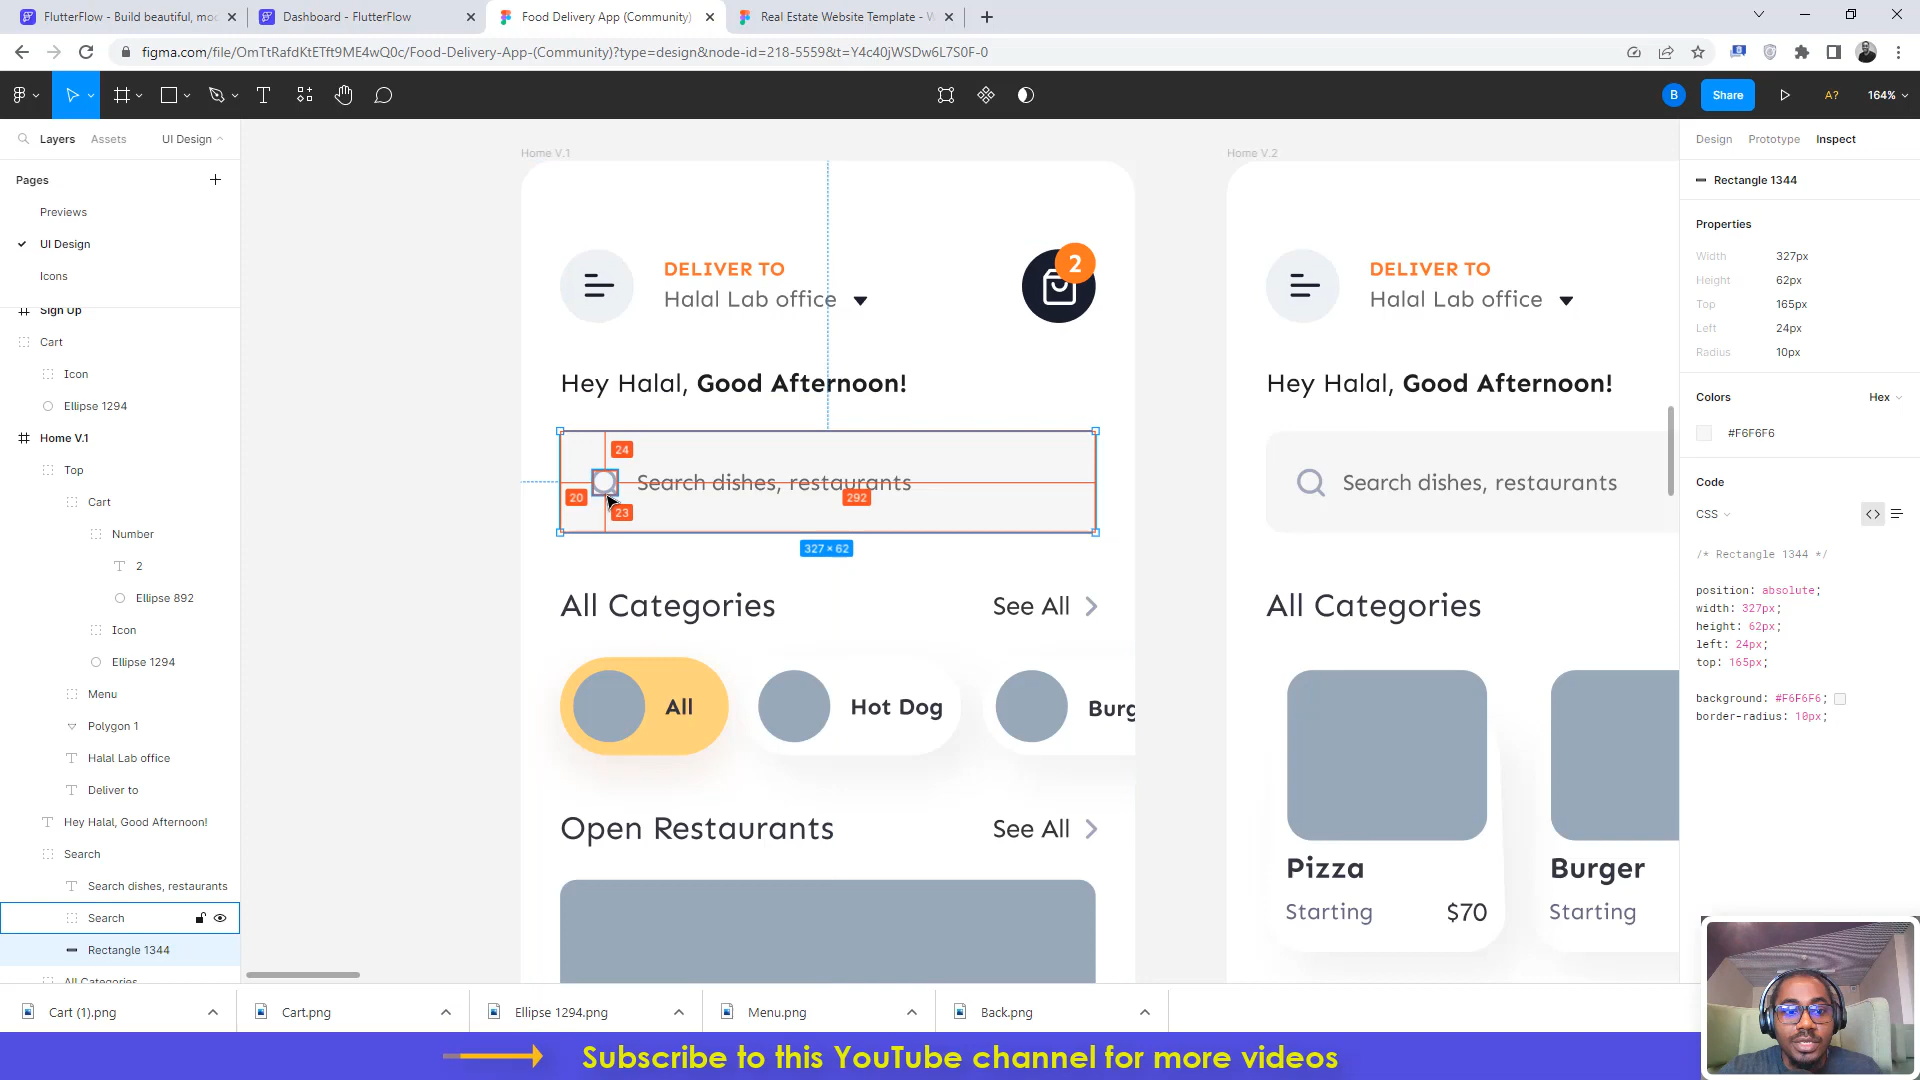 FlutterFlow - Build beautiful, mo
Dashboard - FlutterFlow
Food Delivery App (Community)
Real Estate Website Template - W
figma.com/file/OmTtRafdKtETft9ME4wQ0c/Food-Delivery-App-(Community)?type=design&node-id=218-5559&t=Y4c40jWSDw6L7S0F-0
B
Share
A?
164%
Layers
Assets
UI Design
Pages
Previews
UI Design
Icons
Sign Up
Cart
Icon
Ellipse 1294
Home V.1
Top
Cart
Number
2
Ellipse 892
Icon
Ellipse 1294
Menu
Polygon 1
Halal Lab office
Deliver to
Hey Halal, Good Afternoon!
Search
Search dishes, restaurants
Search
Rectangle 1344
All Categories
Home V.1
DELIVER TO
Halal Lab office
2
Hey Halal, Good Afternoon!
24
Search dishes, restaurants
20
292
23
327 × 62
All Categories
See All
All
Hot Dog
Burg
Open Restaurants
See All
Home V.2
DELIVER TO
Halal Lab office
Hey Halal, Good Afternoon!
Search dishes, restaurants
All Categories
Pizza
Starting
$70
Burger
Starting
Design
Prototype
Inspect
Rectangle 1344
Properties
Width 327px
Height 62px
Top 165px
Left 24px
Radius 10px
Colors
Hex
#F6F6F6
Code
CSS
/* Rectangle 1344 */
position: absolute;
width: 327px;
height: 62px;
left: 24px;
top: 165px;
background: #F6F6F6;
border-radius: 10px;
Cart (1).png
Cart.png
Ellipse 1294.png
Menu.png
Back.png
Subscribe to this YouTube channel for more videos